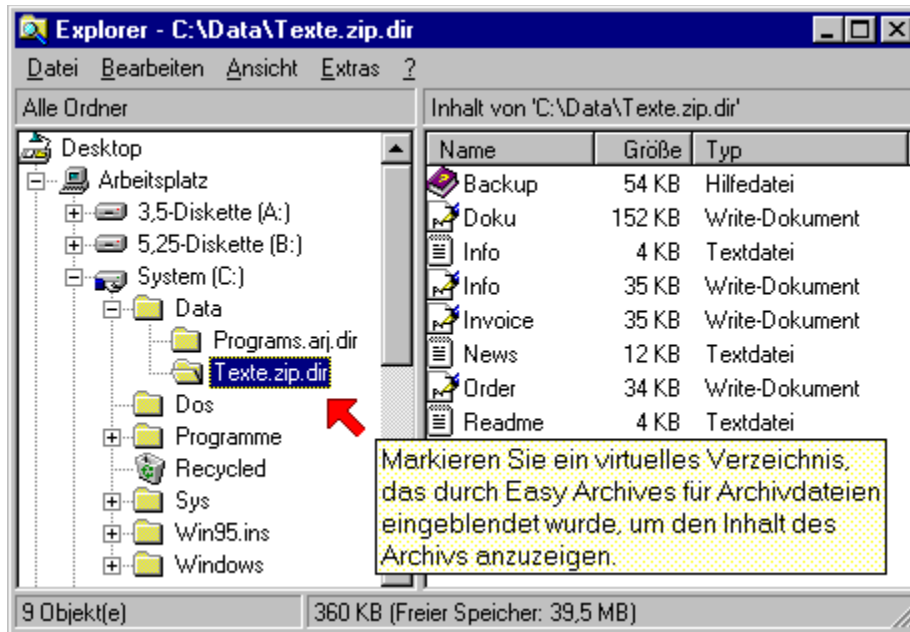 Explorer - C:\Data\Texte.zip.dir
Datei Bearbeiten Ansicht Extras ?
Alle Ordner
Inhalt von 'C:\Data\Texte.zip.dir'
Desktop
Arbeitsplatz
3,5-Diskette (A:)
5,25-Diskette (B:)
System (C:)
Data
Programs.arj.dir
Texte.zip.dir
Dos
Programme
Recycled
Sys
Win95.ins
Windows
Name Größe Typ
Backup 54 KB Hilfedatei
Doku 152 KB Write-Dokument
Info 4 KB Textdatei
Info 35 KB Write-Dokument
Invoice 35 KB Write-Dokument
News 12 KB Textdatei
Order 34 KB Write-Dokument
Readme 4 KB Textdatei
Markieren Sie ein virtuelles Verzeichnis,
das durch Easy Archives für Archivdateien
eingeblendet wurde, um den Inhalt des
Archivs anzuzeigen.
9 Objekt(e)
360 KB (Freier Speicher: 39,5 MB)